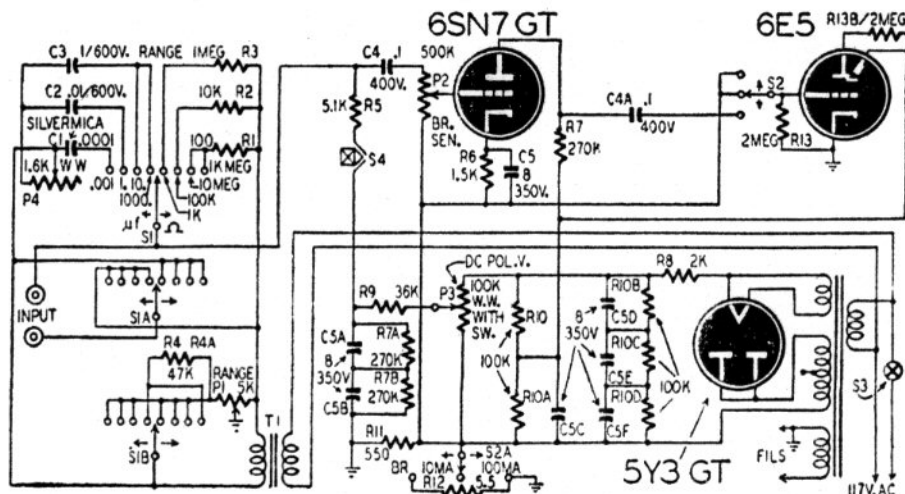 6SN7 GT
6E5
R13B/2MEG
C3 .1/600V. RANGE 1MEG R3
C4 .1
400V.
500K
P2
C2 .01/600V.
10K R2
5.1K R5
BR.
SEN.
C4A .1
400V
S2
R7
270K
2MEG R13
SILVERMICA
C1 .0001
100 R1
1.6K W W
P4
.001 1. 10.
1000.
1K MEG
10 MEG
100K
1K
S4
R6
1.5K
C5
8
350V.
µf Ω
S1
DC POL.V.
R8 2K
INPUT
S1A
R9 36K
P3
100K
W.W.
WITH
SW.
R10
R10B
8
C5D
350V
R10C
C5A
8
350V
R7A
270K
R7B
270K
C5B
100K
C5E
R10D
100K
R4 R4A
47K
RANGE
P1 5K
R10A
C5C
C5F
S3
T1
S1B
R11
550
BR
S2A
10MA 100MA
R12 5.5
5Y3 GT
FILS
117V.AC